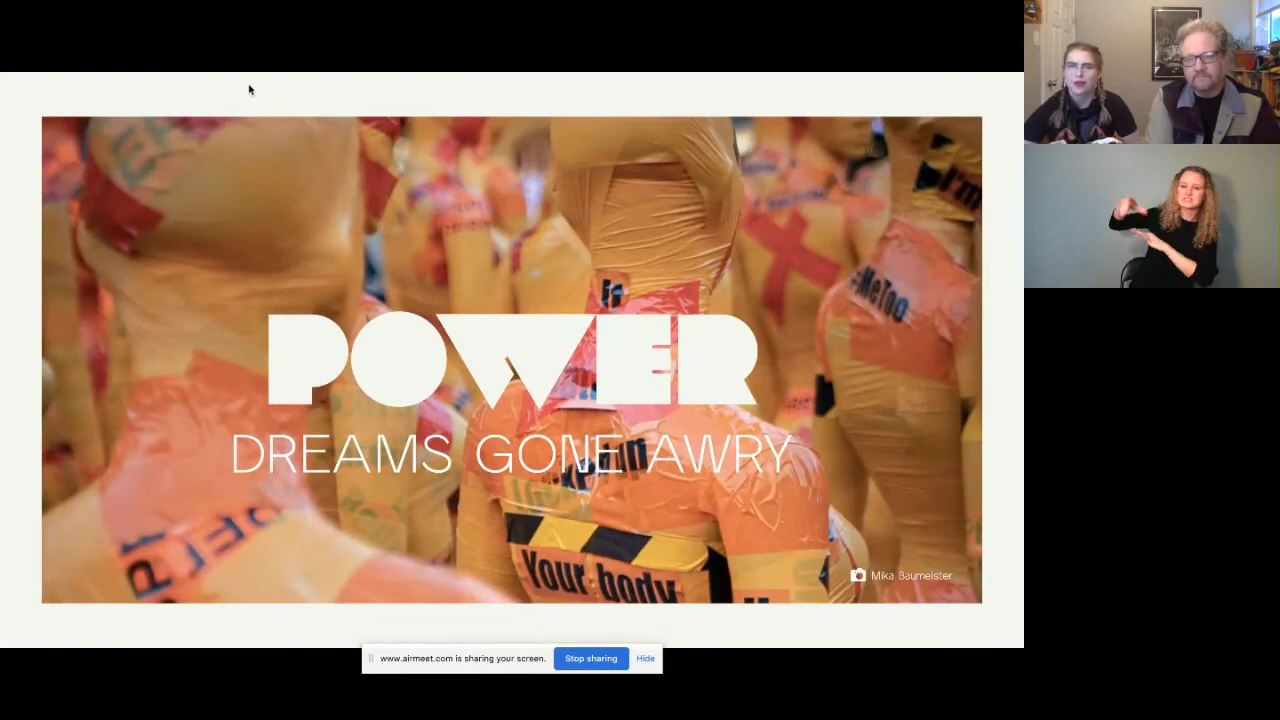 POWER
DREAMS GONE AWRY
#MeToo
I'm
Your body
Mika Baumeister
www.airmeet.com is sharing your screen.
Stop sharing
Hide